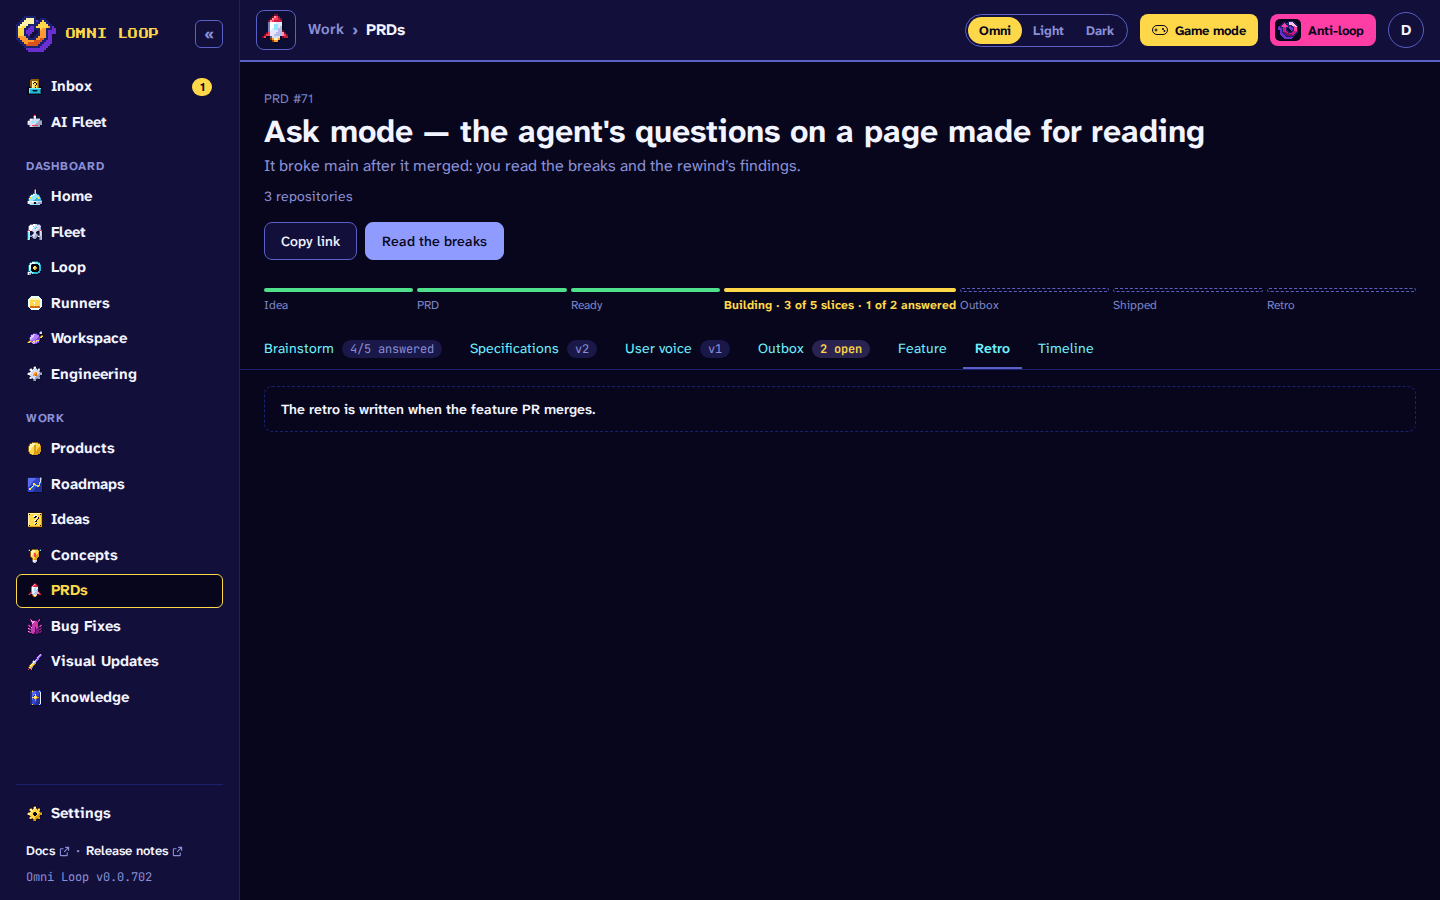 OMNI LOOP
«
Inbox
1
AI Fleet
DASHBOARD
Home
Fleet
Loop
Runners
Workspace
Engineering
WORK
Products
Roadmaps
Ideas
Concepts
PRDs
Bug Fixes
Visual Updates
Knowledge
Settings
Docs · Release notes
Omni Loop v0.0.702
Work › PRDs
Omni Light Dark
Game mode
Anti-loop
D
PRD #71
Ask mode — the agent's questions on a page made for reading
It broke main after it merged: you read the breaks and the rewind’s findings.
3 repositories
Copy link
Read the breaks
Idea
PRD
Ready
Building · 3 of 5 slices · 1 of 2 answered
Outbox
Shipped
Retro
Brainstorm 4/5 answered
Specifications v2
User voice v1
Outbox 2 open
Feature
Retro
Timeline
The retro is written when the feature PR merges.